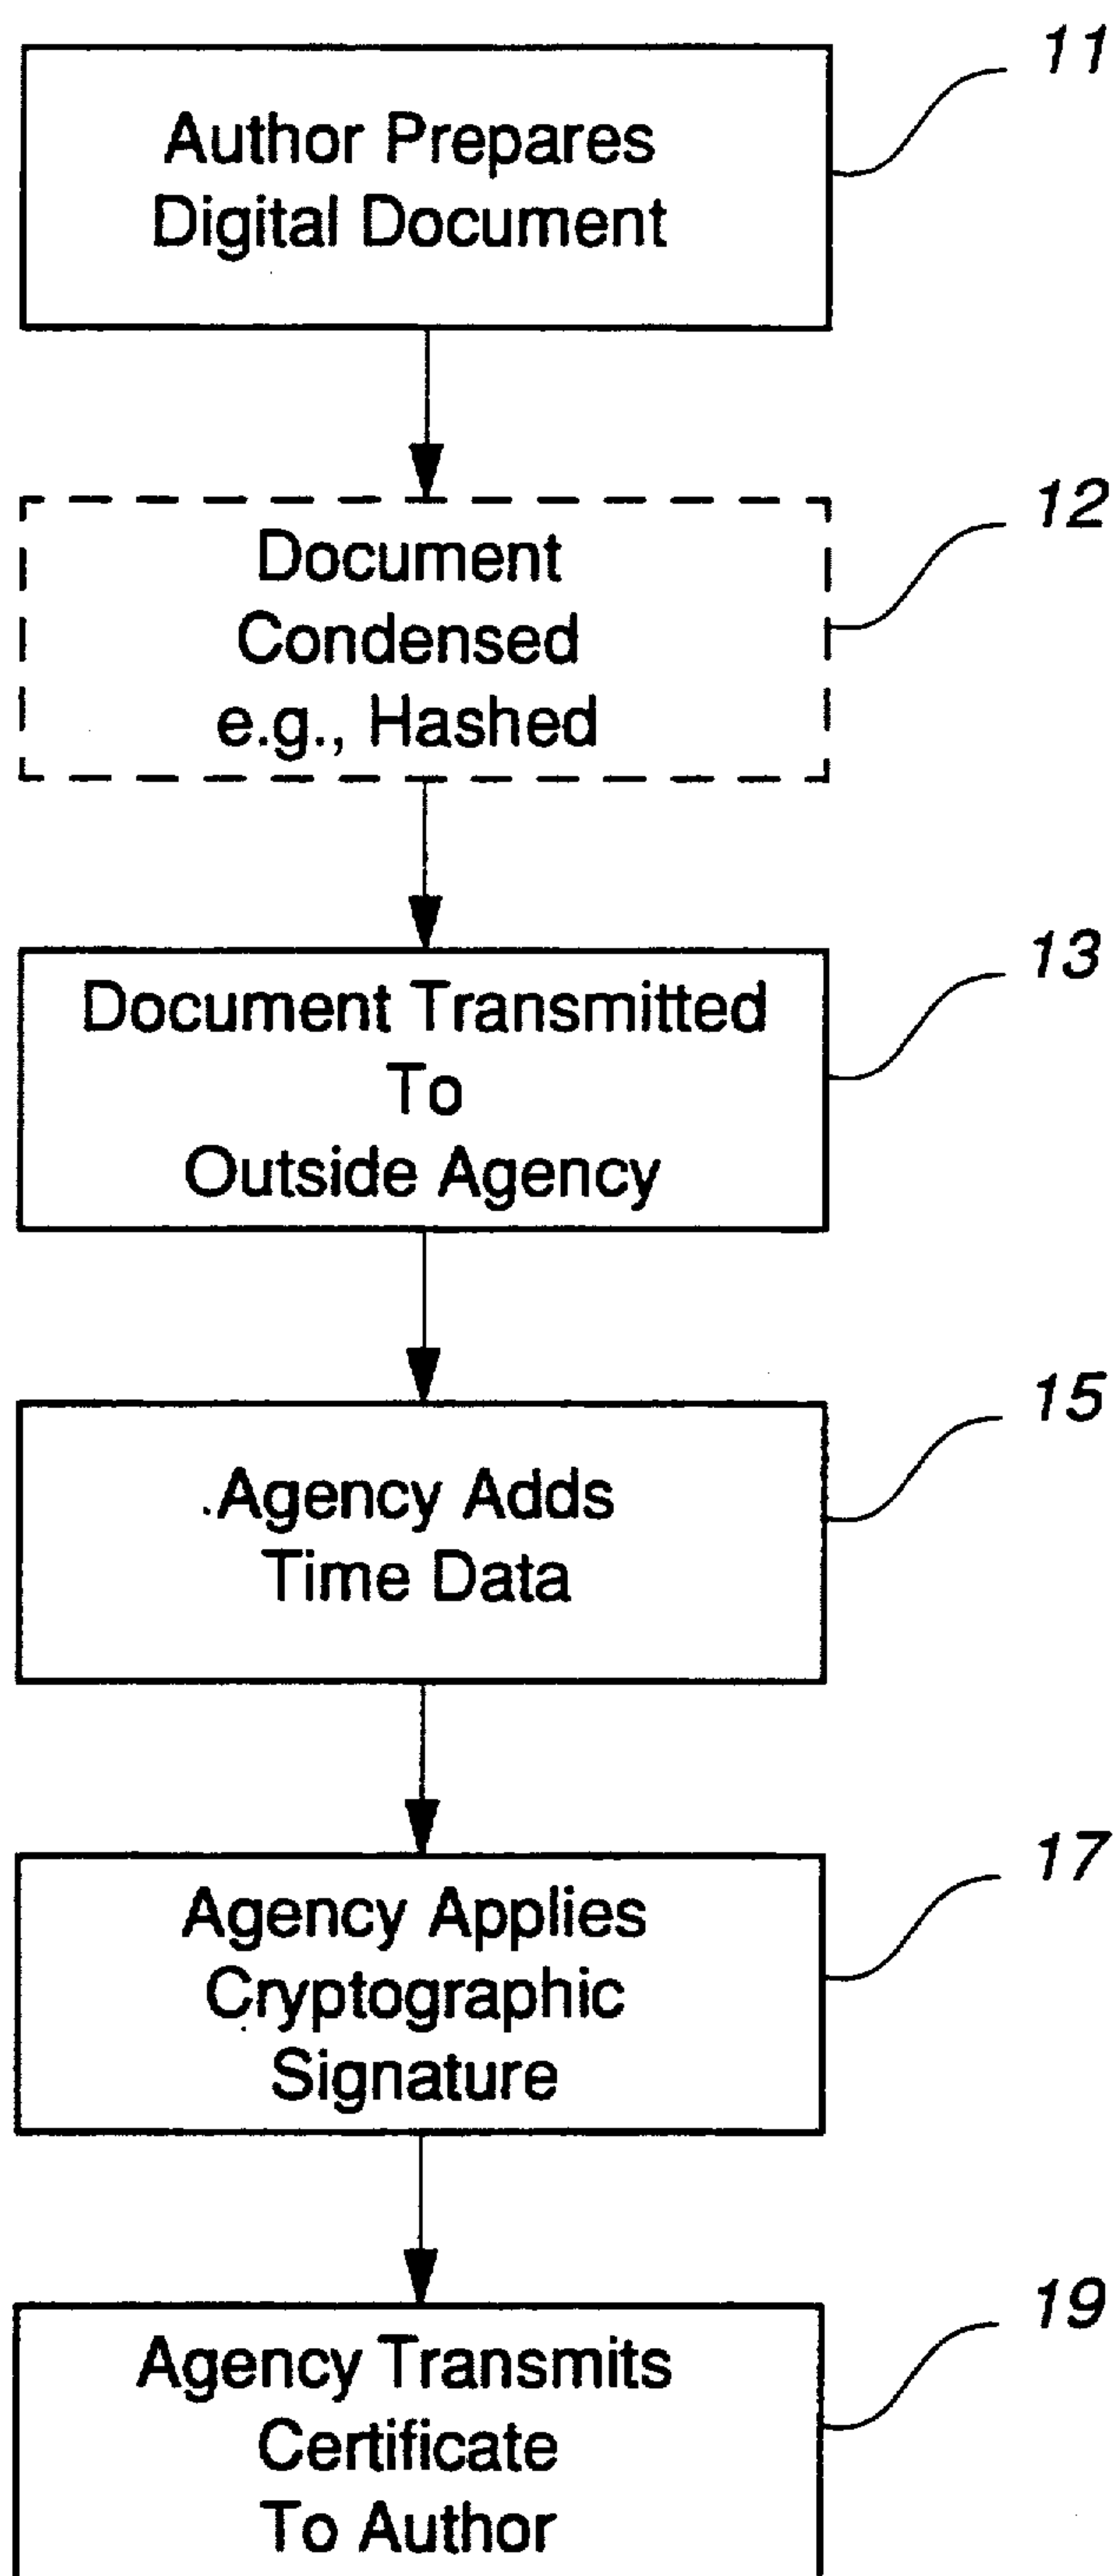 11
Author Prepares
Digital Document
12
Document
Condensed
e.g., Hashed
13
Document Transmitted
To
Outside Agency
15
Agency Adds
Time Data
17
Agency Applies
Cryptographic
Signature
19
Agency Transmits
Certificate
To Author